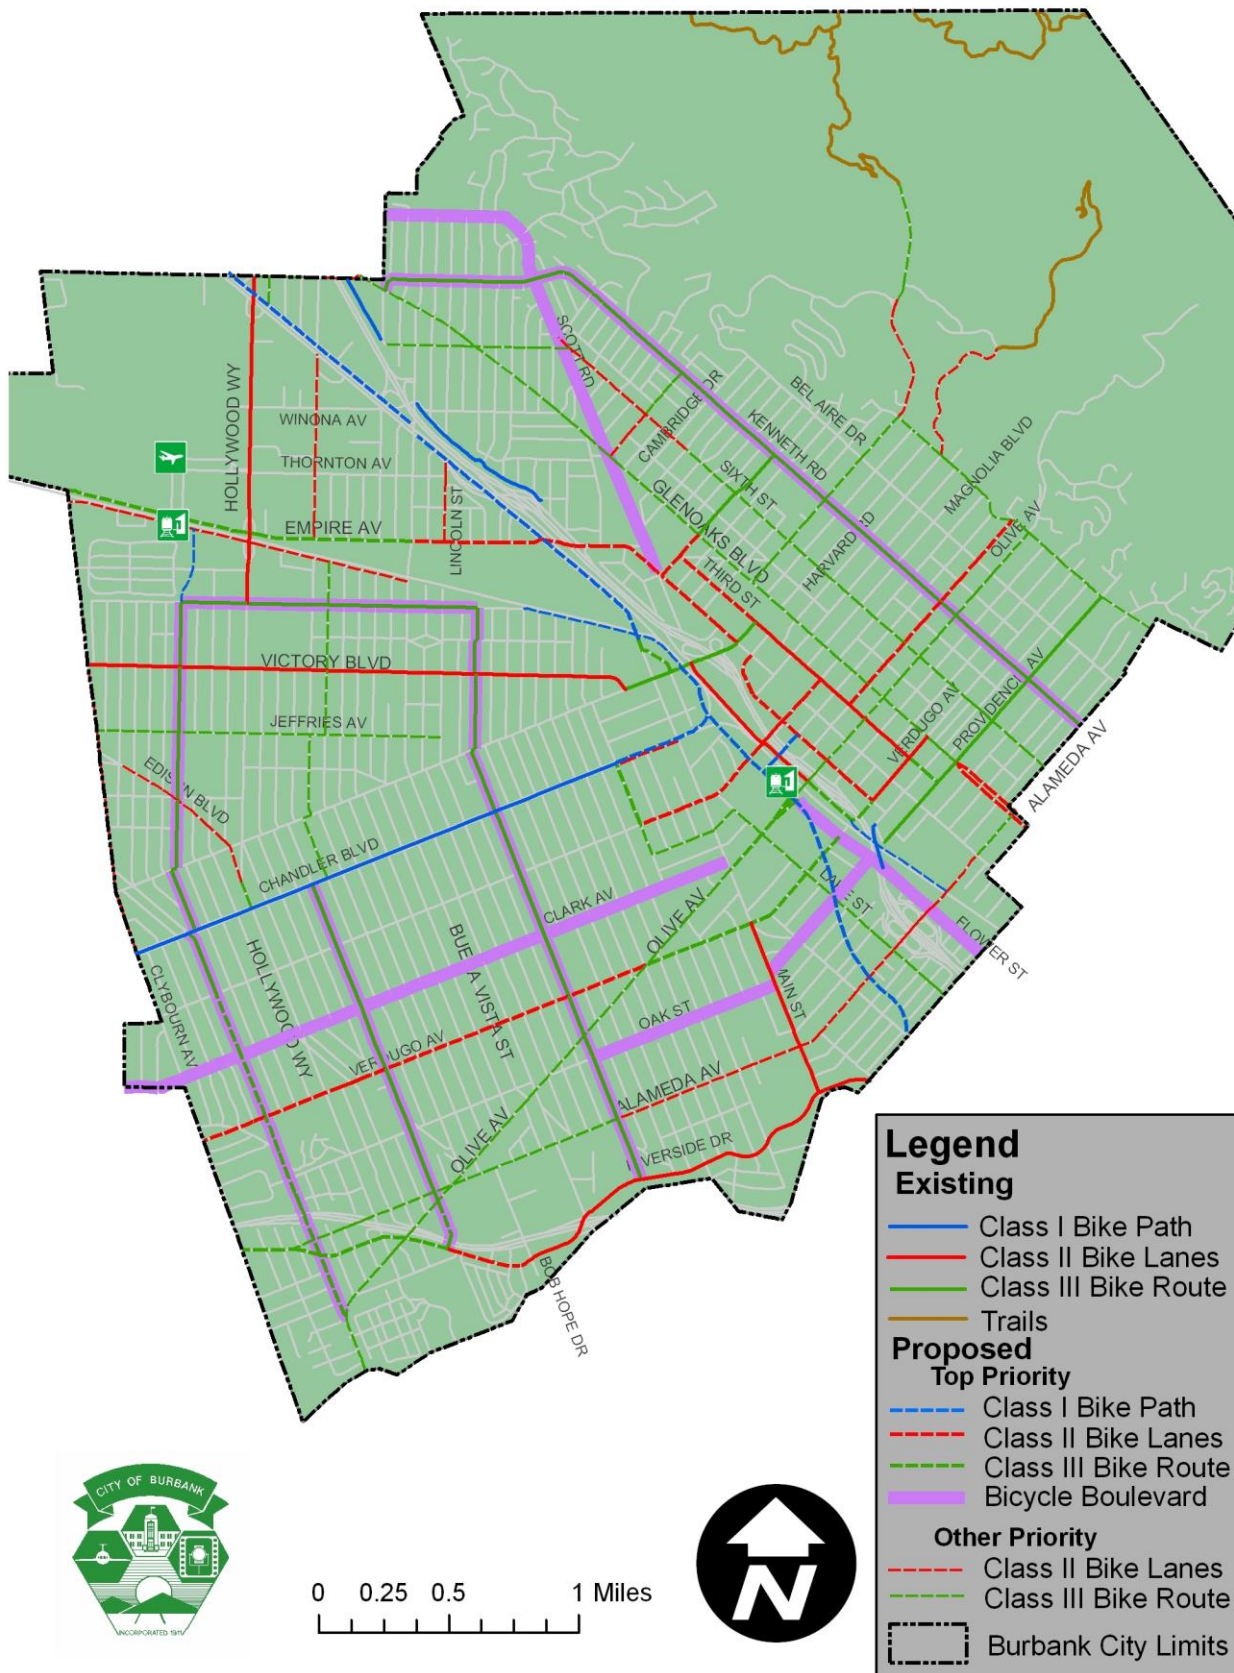 SCOTT RD
CAMBRIDGE DR
BEL AIRE DR
HOLLYWOOD WY
WINONA AV
KENNETH RD
MAGNOLIA BLVD
THORNTON AV
SIXTH ST
LINCOLN ST
GLENOAKS BLVD
OLIVE AV
EMPIRE AV
HARVARD RD
THIRD ST
VICTORY BLVD
PROVIDENCIA AV
VERDUGO AV
JEFFRIES AV
ALAMEDA AV
EDISON BLVD
CHANDLER BLVD
LAKE ST
CLARK AV
OLIVE AV
FLOWER ST
BUENA VISTA ST
HOLLYWOOD WY
CLYBOURN AV
MAIN ST
OAK ST
VERDUGO AV
ALAMEDA AV
OLIVE AV
RIVERSIDE DR
BOB HOPE DR
Legend
Existing
Class I Bike Path
Class II Bike Lanes
Class III Bike Route
Trails
Proposed
Top Priority
Class I Bike Path
Class II Bike Lanes
Class III Bike Route
Bicycle Boulevard
Other Priority
Class II Bike Lanes
Class III Bike Route
Burbank City Limits
CITY OF BURBANK
INCORPORATED 1911
0 0.25 0.5 1 Miles
N